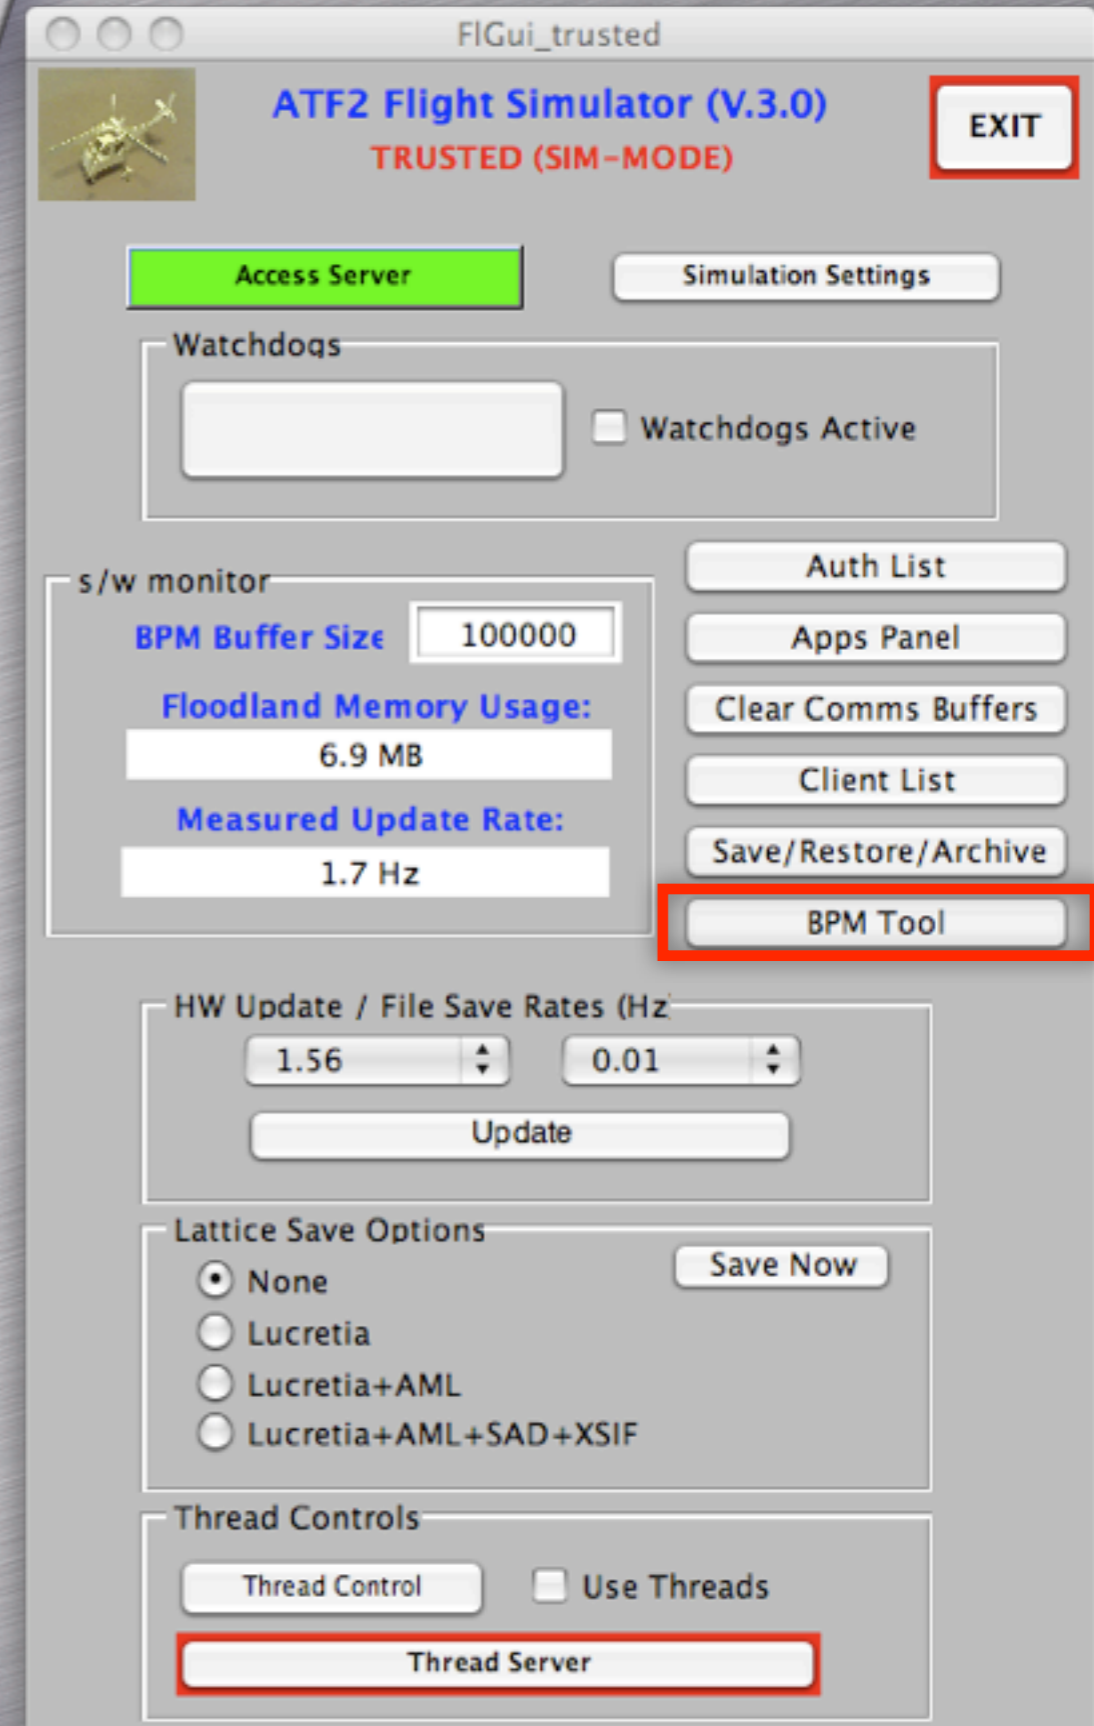 FlGui_trusted
ATF2 Flight Simulator (V.3.0)
TRUSTED (SIM-MODE)
EXIT
Access Server
Simulation Settings
Watchdogs
Watchdogs Active
s/w monitor
BPM Buffer Size
100000
Floodland Memory Usage:
6.9 MB
Measured Update Rate:
1.7 Hz
Auth List
Apps Panel
Clear Comms Buffers
Client List
Save/Restore/Archive
BPM Tool
HW Update / File Save Rates (Hz)
1.56
0.01
Update
Lattice Save Options
None
Lucretia
Lucretia+AML
Lucretia+AML+SAD+XSIF
Save Now
Thread Controls
Thread Control
Use Threads
Thread Server